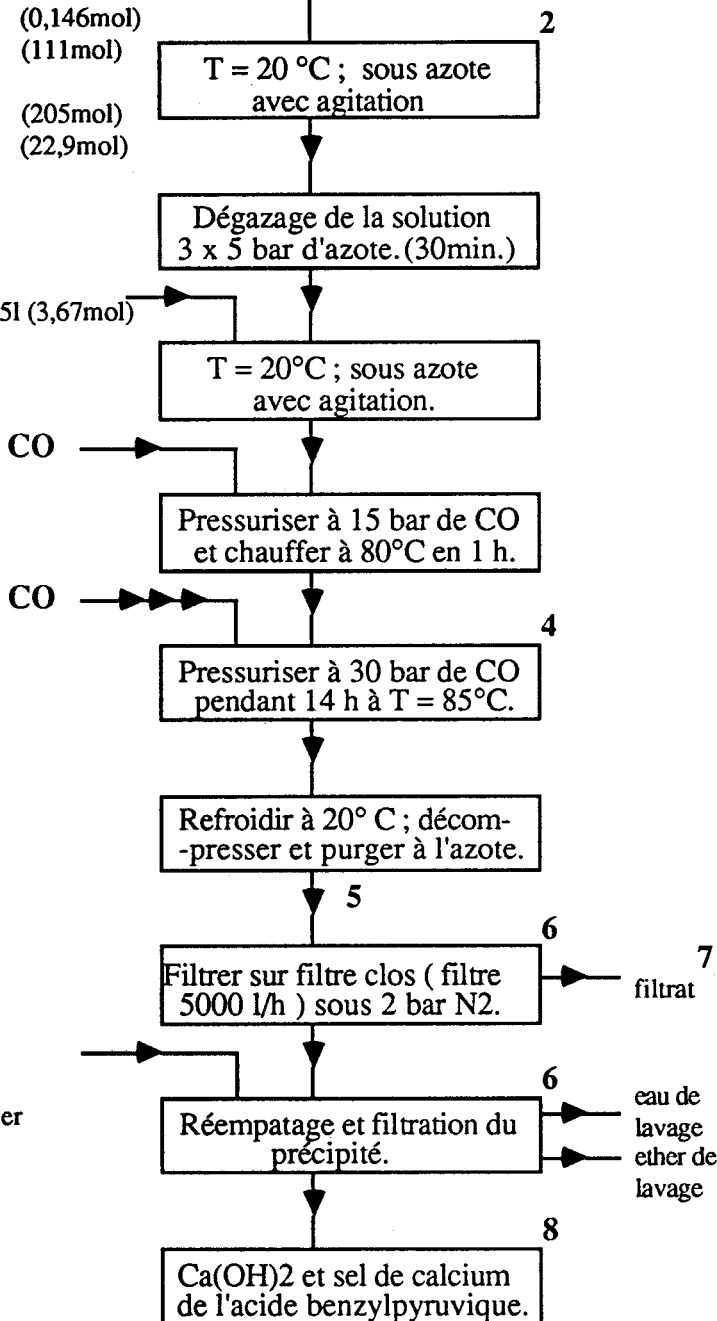 (0,146mol)
2
(111mol)
T = 20 °C ; sous azote
avec agitation
(205mol)
(22,9mol)
Dégazage de la solution
3 x 5 bar d'azote.(30min.)
5l (3,67mol)
T = 20°C ; sous azote
avec agitation.
CO
Pressuriser à 15 bar de CO
et chauffer à 80°C en 1 h.
CO
4
Pressuriser à 30 bar de CO
pendant 14 h à T = 85°C.
Refroidir à 20° C ; décom-
-presser et purger à l'azote.
5
6
7
Filtrer sur filtre clos ( filtre
5000 l/h ) sous 2 bar N2.
filtrat
6
er
Réempatage et filtration du
précipité.
eau de
lavage
ether de
lavage
8
Ca(OH)2 et sel de calcium
de l'acide benzylpyruvique.